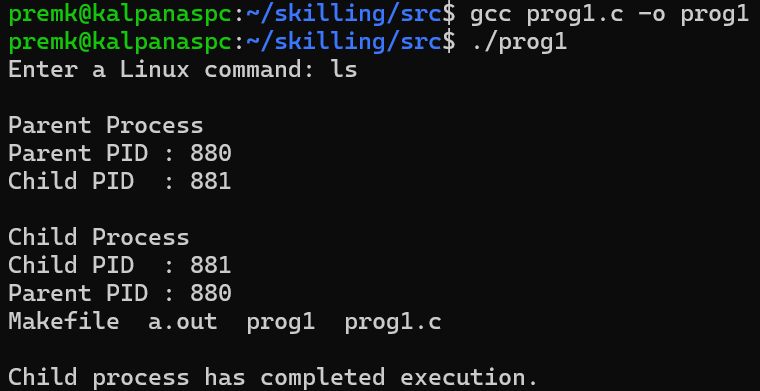 premk@kalpanaspc:~/skilling/src$ gcc prog1.c -o prog1
premk@kalpanaspc:~/skilling/src$ ./prog1
Enter a Linux command: ls

Parent Process
Parent PID : 880
Child PID  : 881

Child Process
Child PID  : 881
Parent PID : 880
Makefile  a.out  prog1  prog1.c

Child process has completed execution.